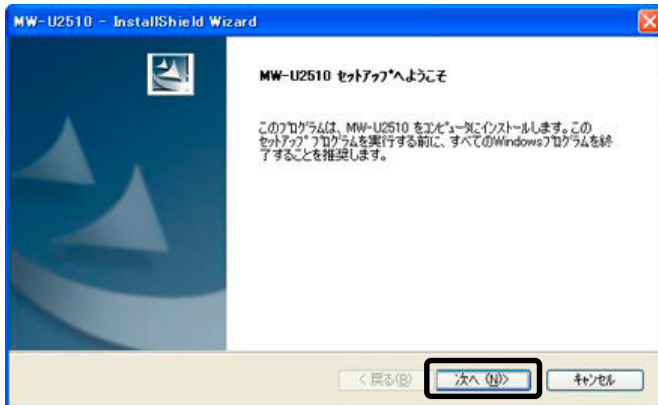 MW-U2510 - InstallShield Wizard
MW-U2510 ｾｯﾄｱｯﾌﾟへようこそ
このﾌﾟﾛｸﾞﾗﾑは、MW-U2510 をｺﾝﾋﾟｭｰﾀにｲﾝｽﾄｰﾙします。この
ｾｯﾄｱｯﾌﾟﾌﾟﾛｸﾞﾗﾑを実行する前に、すべてのWindowsﾌﾟﾛｸﾞﾗﾑを終
了することを推奨します。
< 戻る(B) 次へ (N)> ｷｬﾝｾﾙ